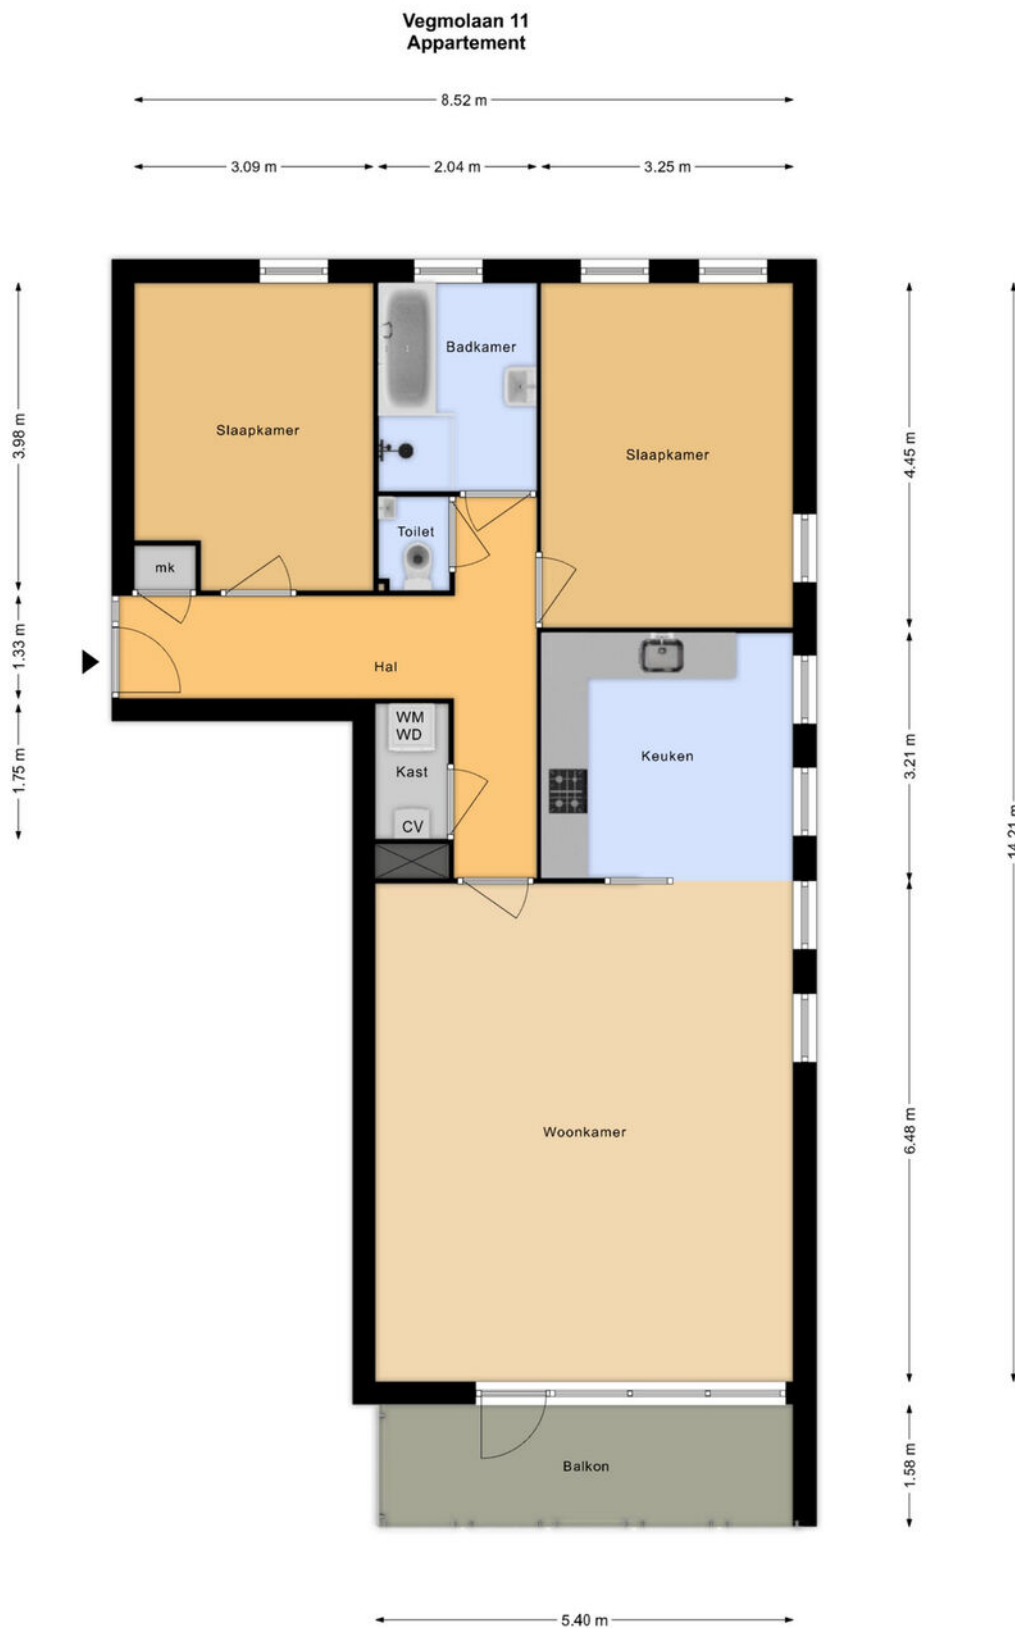 Vegmolaan 11
Appartement
8.52 m
3.09 m
2.04 m
3.25 m
Badkamer
Slaapkamer
Slaapkamer
3.98 m
4.45 m
Toilet
mk
1.33 m
Hal
WM
WD
Kast
CV
1.75 m
Keuken
3.21 m
14.21 m
Woonkamer
6.48 m
Balkon
1.58 m
5.40 m